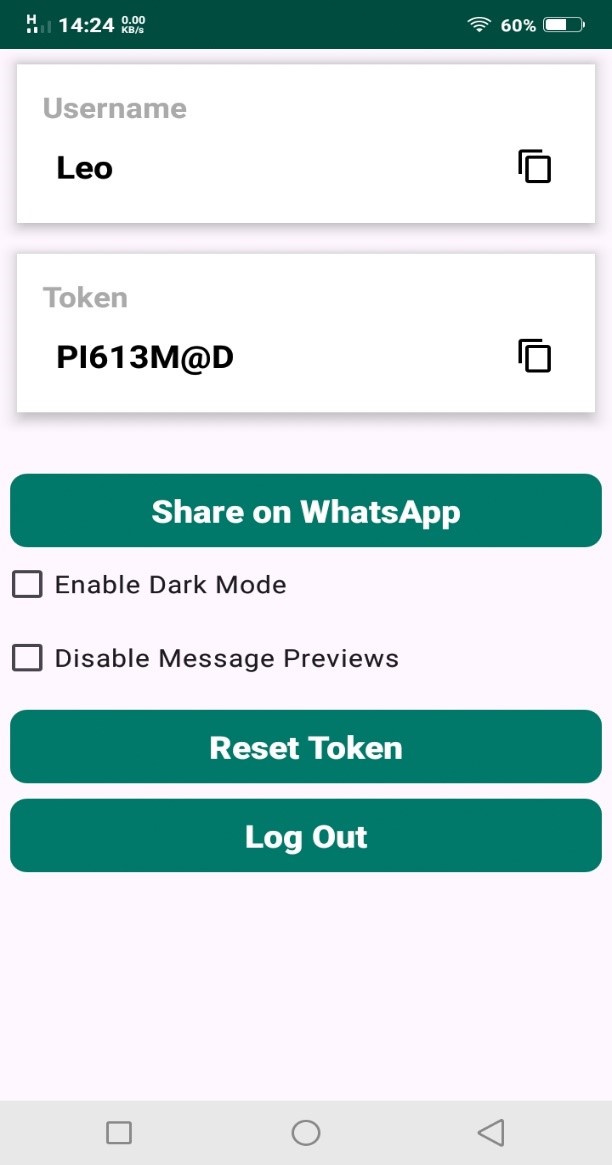 H 14:24 0.00 KB/s 60%
Username
Leo
Token
PI613M@D
Share on WhatsApp
Enable Dark Mode
Disable Message Previews
Reset Token
Log Out